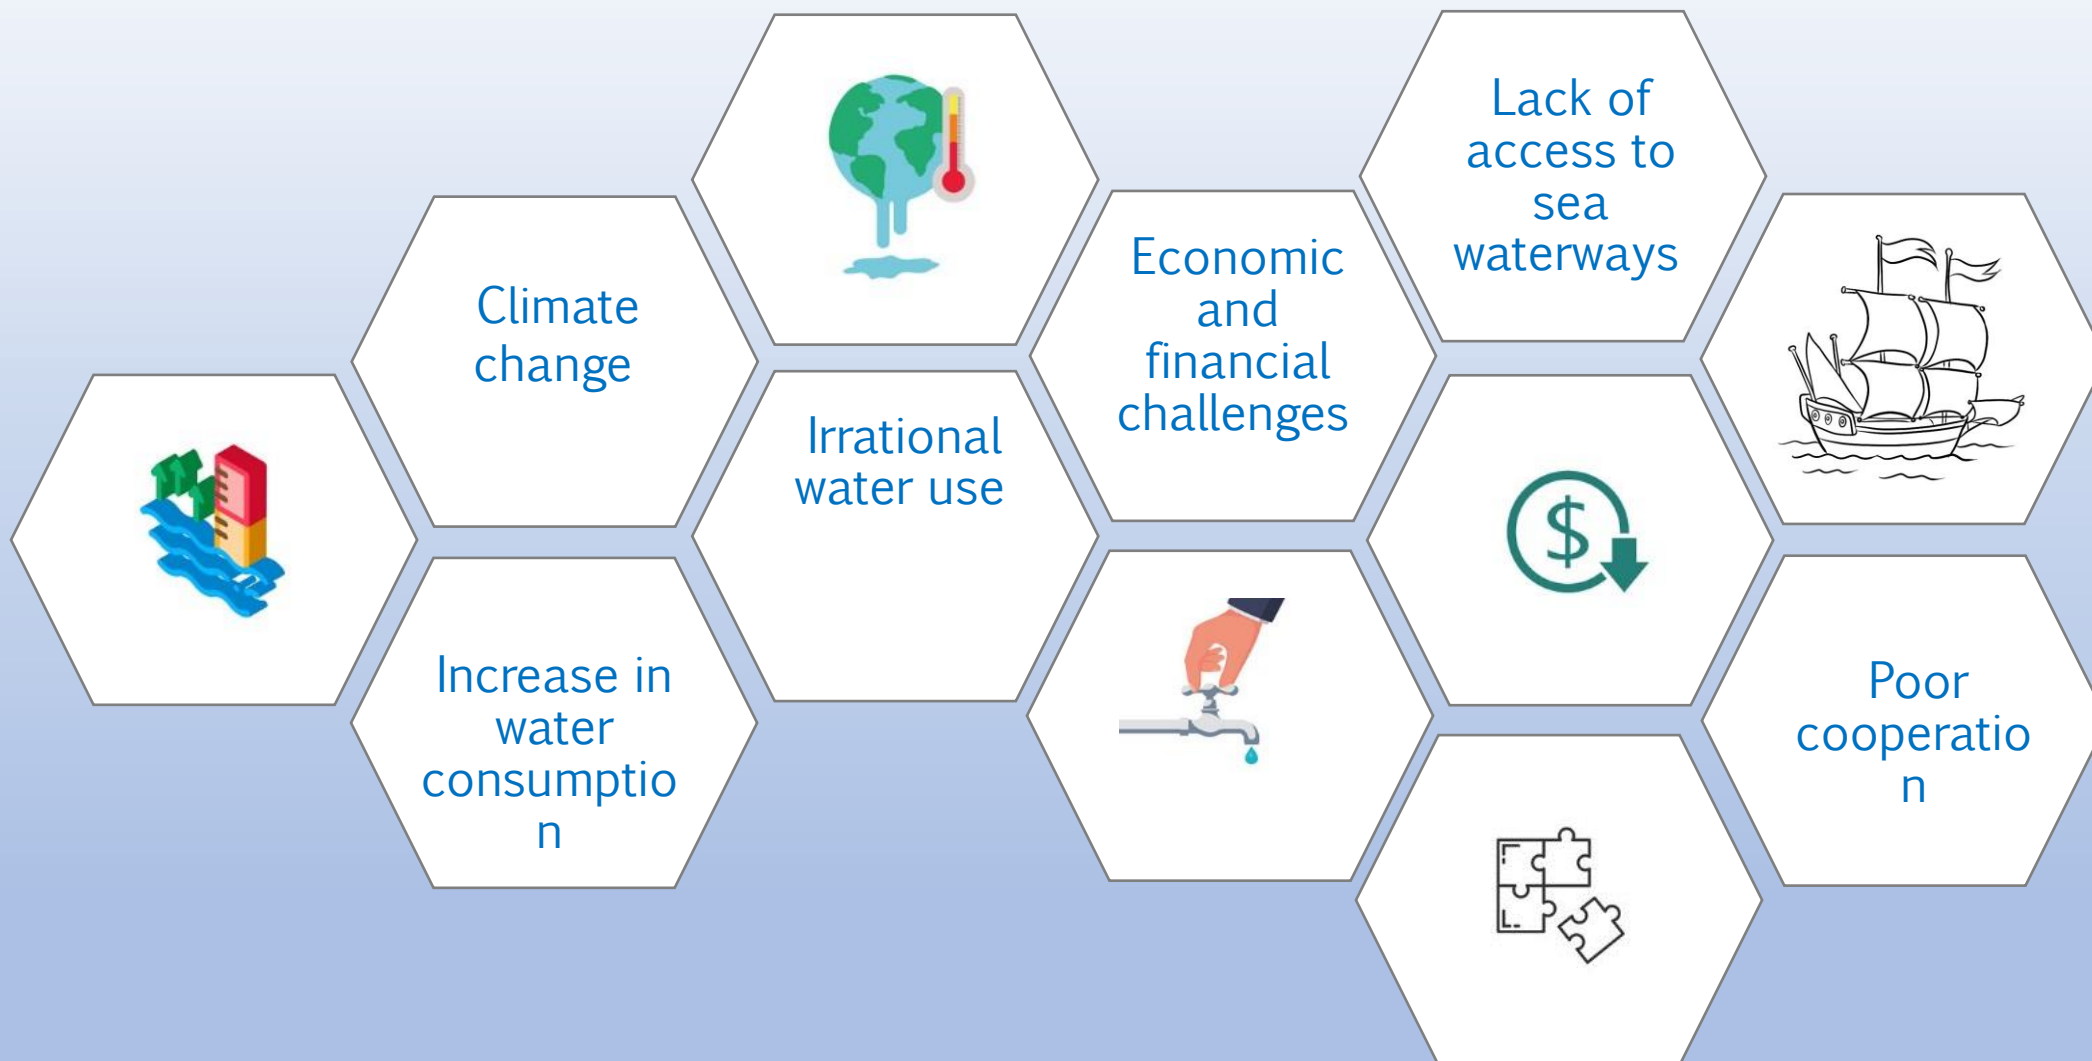 Climate
change
Increase in
water
consumptio
n
Irrational
water use
Economic
and
financial
challenges
$
Lack of
access to
sea
waterways
Poor
cooperatio
n